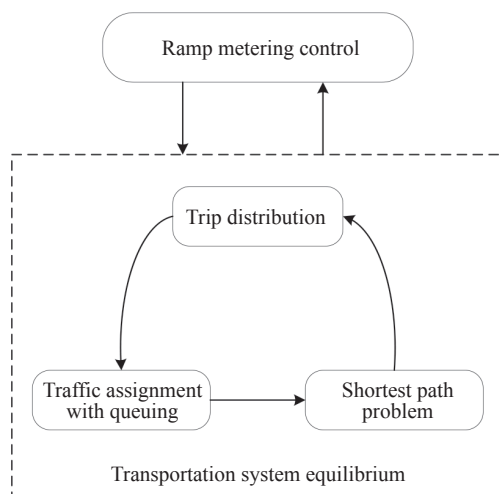 Ramp metering control
Trip distribution
Traffic assignment
with queuing
Shortest path
problem
Transportation system equilibrium